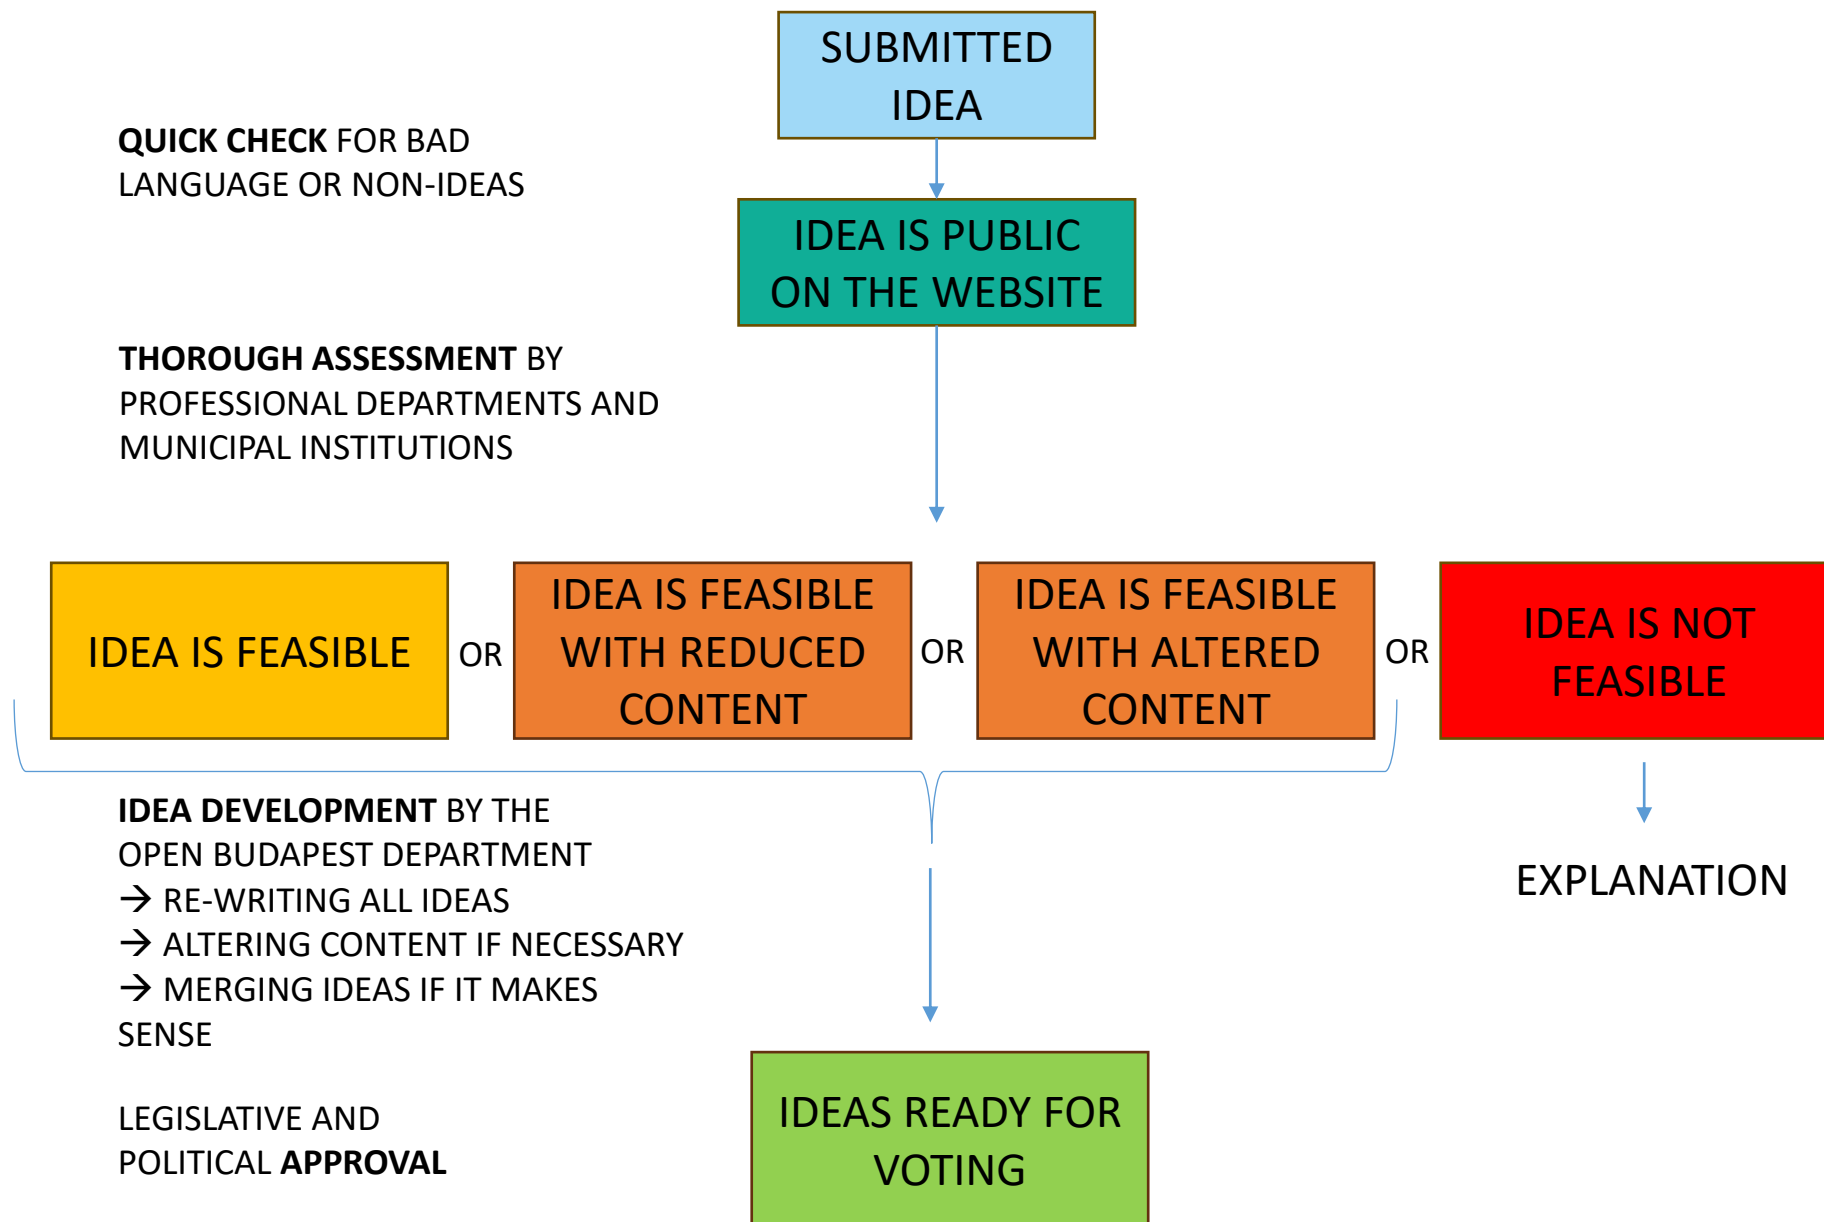 SUBMITTED
IDEA
QUICK CHECK FOR BAD
LANGUAGE OR NON-IDEAS
IDEA IS PUBLIC
ON THE WEBSITE
THOROUGH ASSESSMENT BY
PROFESSIONAL DEPARTMENTS AND
MUNICIPAL INSTITUTIONS
IDEA IS FEASIBLE
OR
IDEA IS FEASIBLE
WITH REDUCED
CONTENT
OR
IDEA IS FEASIBLE
WITH ALTERED
CONTENT
OR
IDEA IS NOT
FEASIBLE
IDEA DEVELOPMENT BY THE
OPEN BUDAPEST DEPARTMENT
→ RE-WRITING ALL IDEAS
→ ALTERING CONTENT IF NECESSARY
→ MERGING IDEAS IF IT MAKES
SENSE
EXPLANATION
LEGISLATIVE AND
POLITICAL APPROVAL
IDEAS READY FOR
VOTING